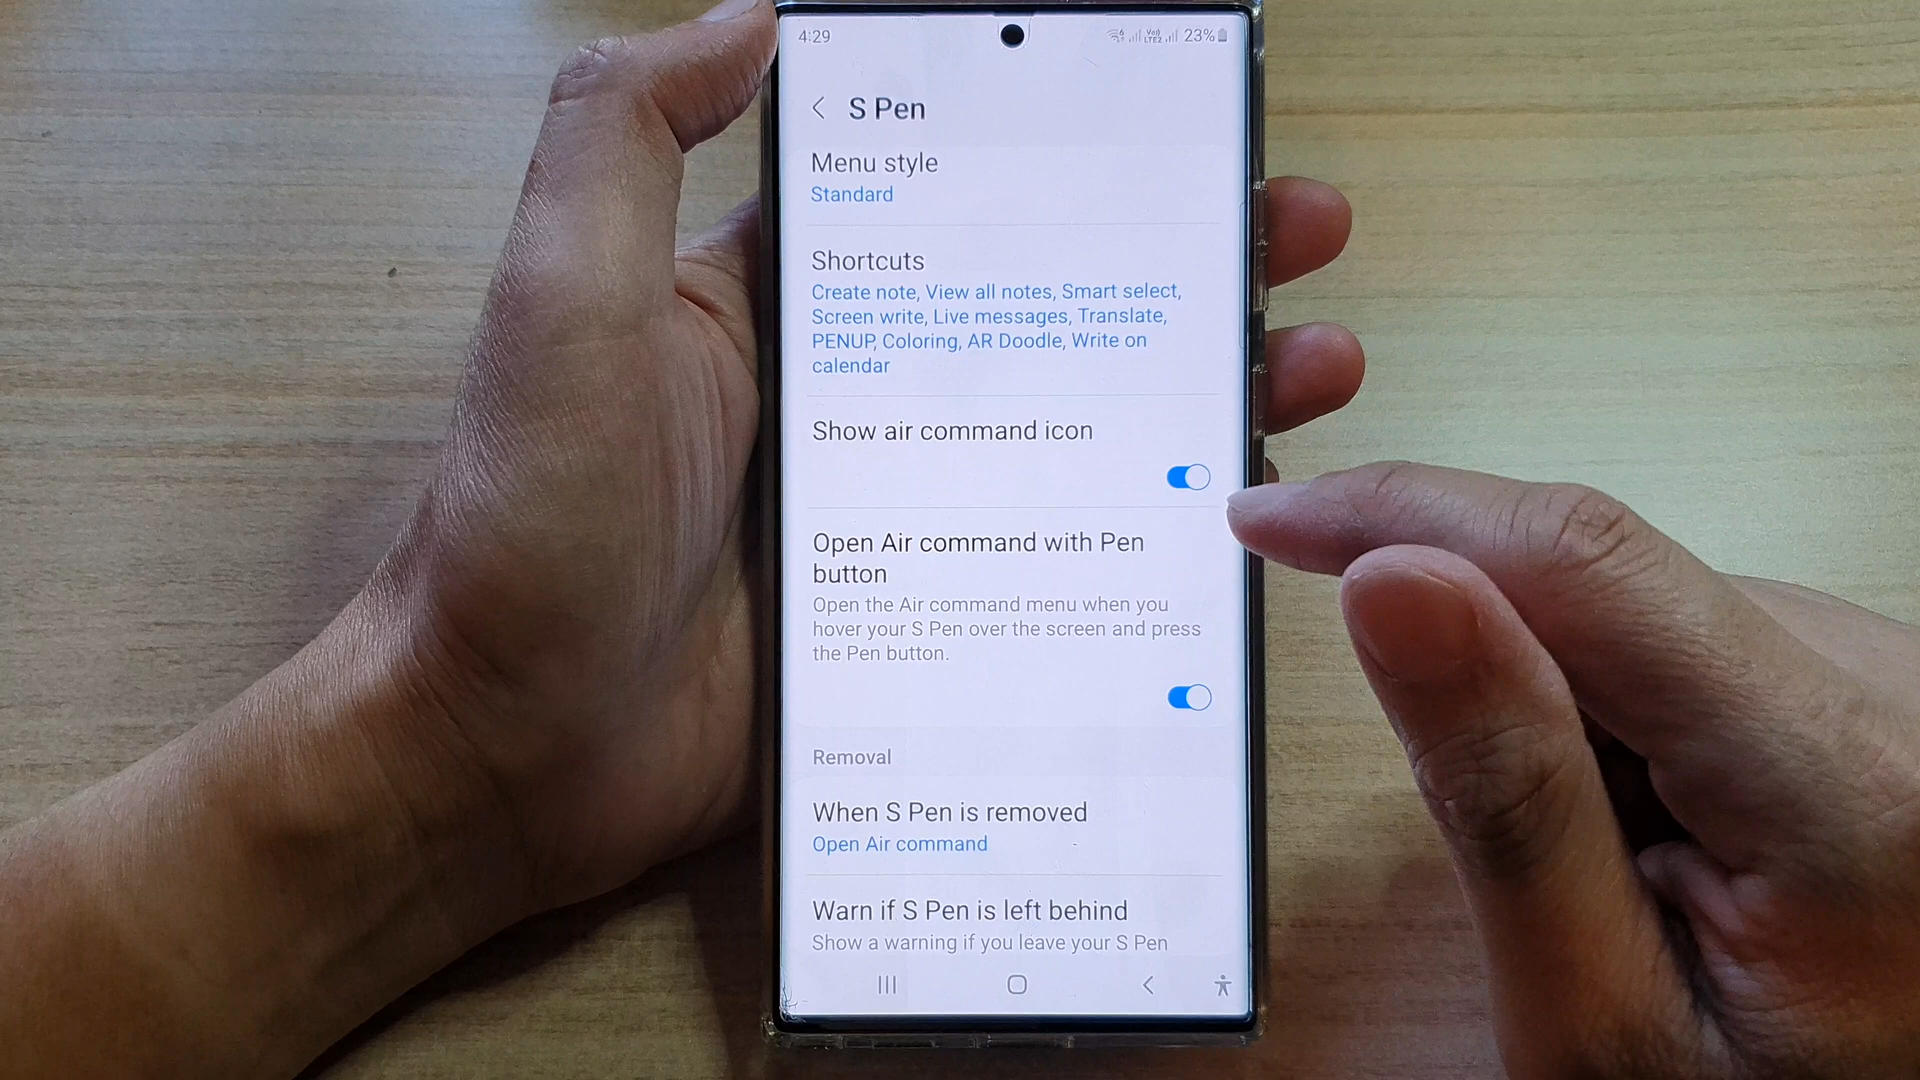 4:29
Vo)) LTE2 23%
S Pen
Menu style
Standard
Shortcuts
Create note, View all notes, Smart select,
Screen write, Live messages, Translate,
PENUP, Coloring, AR Doodle, Write on
calendar
Show air command icon
Open Air command with Pen
button
Open the Air command menu when you
hover your S Pen over the screen and press
the Pen button.
Removal
When S Pen is removed
Open Air command
Warn if S Pen is left behind
Show a warning if you leave your S Pen